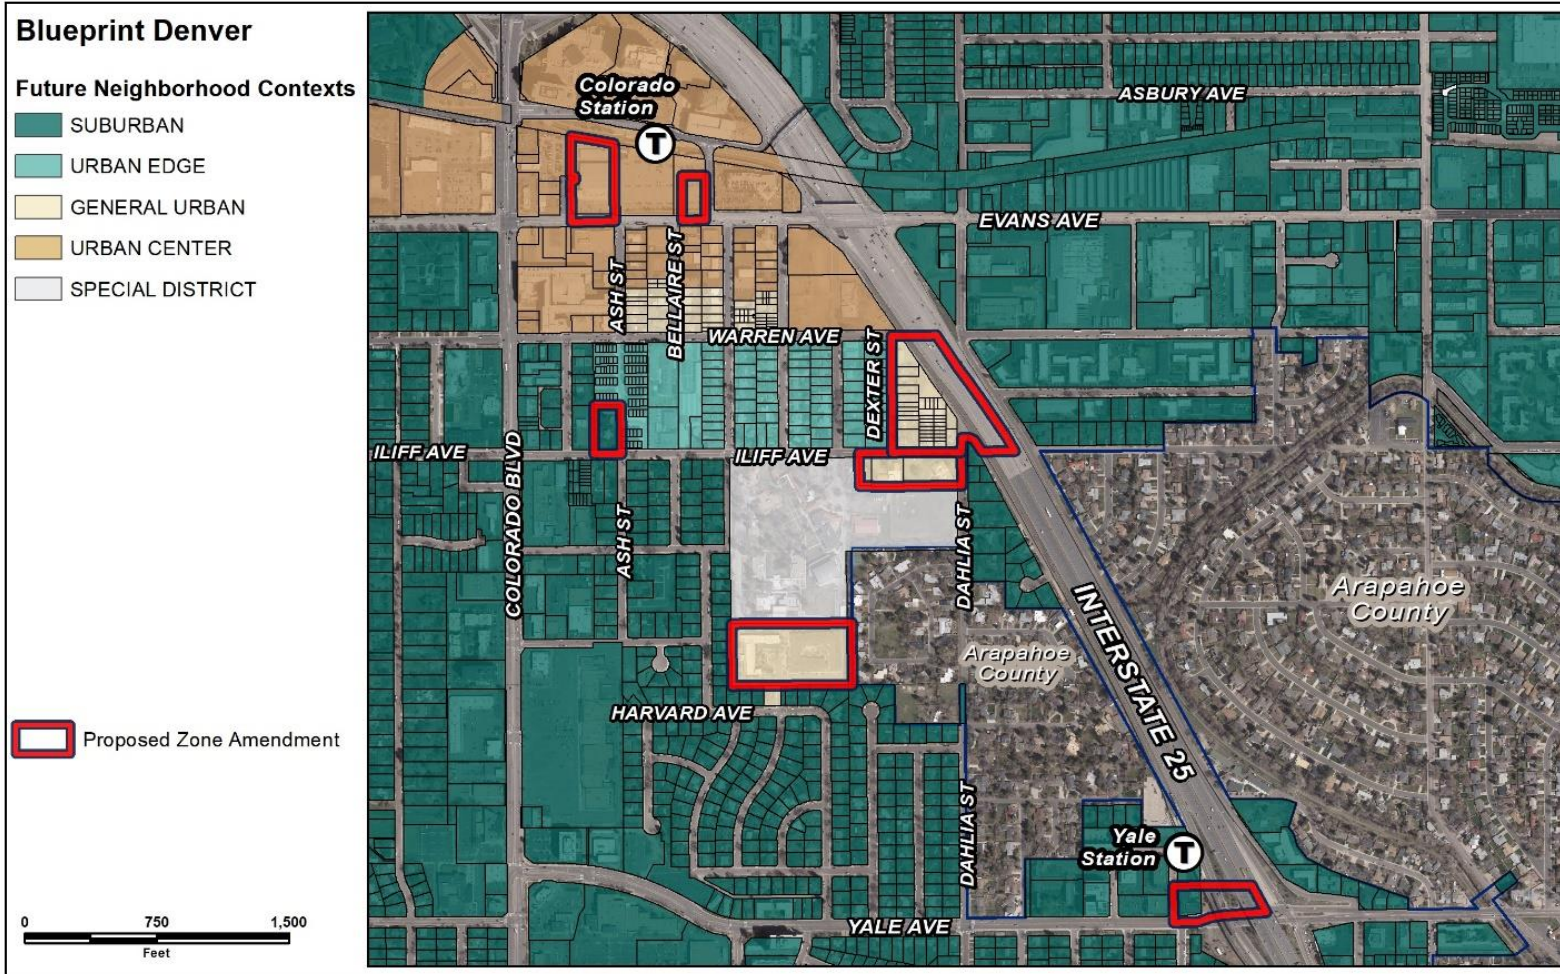 Blueprint Denver
Future Neighborhood Contexts
SUBURBAN
URBAN EDGE
GENERAL URBAN
URBAN CENTER
SPECIAL DISTRICT
Proposed Zone Amendment
0 750 1,500
Feet
Colorado
Station
T
ASBURY AVE
EVANS AVE
ASH ST
BELLAIRE ST
WARREN AVE
DEXTER ST
ILIFF AVE
COLORADO BLVD
ILIFF AVE
ASH ST
DAHLIA ST
INTERSTATE 25
Arapahoe
County
Arapahoe
County
HARVARD AVE
DAHLIA ST
Yale
Station
T
YALE AVE